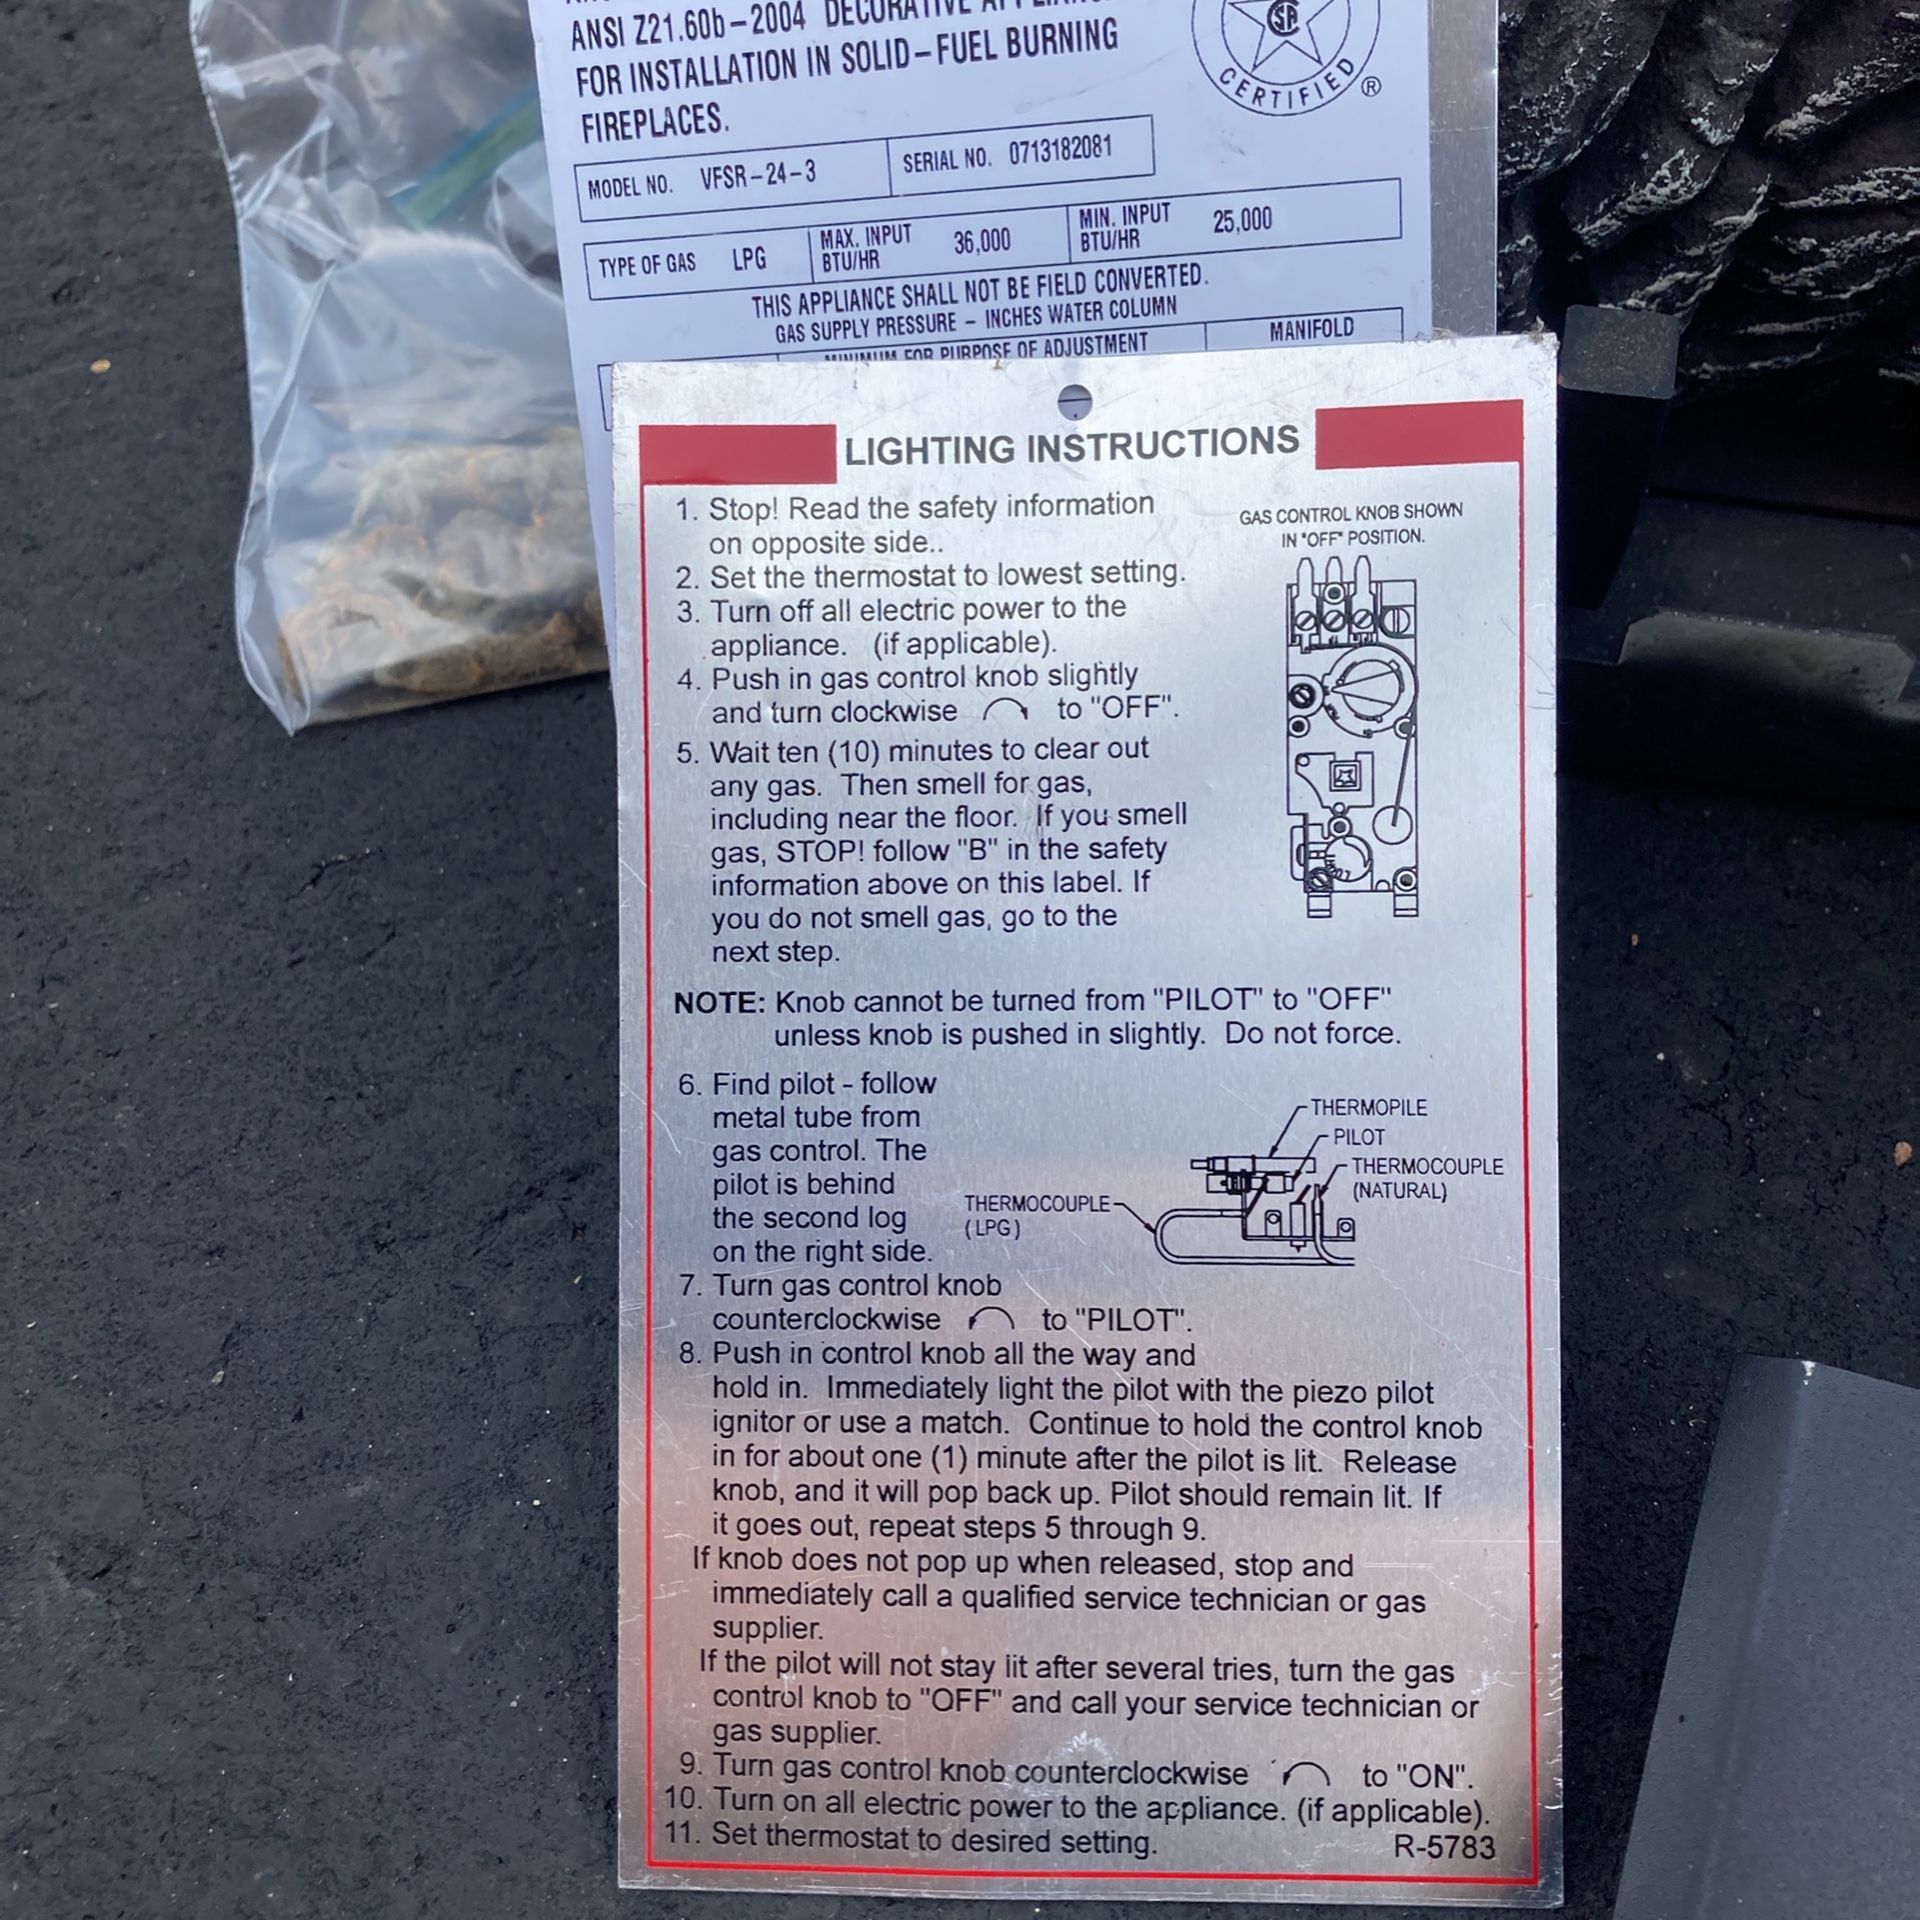 ANSI Z21.60b-2004 DECORATIVE
FOR INSTALLATION IN SOLID-FUEL BURNING
FIREPLACES.
SA
CERTIFIED
®
MODEL NO. VFSR-24-3
SERIAL NO. 0713182081
TYPE OF GAS LPG
MAX. INPUT
BTU/HR
36,000
MIN. INPUT
BTU/HR
25,000
THIS APPLIANCE SHALL NOT BE FIELD CONVERTED.
GAS SUPPLY PRESSURE - INCHES WATER COLUMN
MINIMUM FOR PURPOSE OF ADJUSTMENT
MANIFOLD
LIGHTING INSTRUCTIONS
1. Stop! Read the safety information
on opposite side..
2. Set the thermostat to lowest setting.
3. Turn off all electric power to the
appliance. (if applicable).
4. Push in gas control knob slightly
and turn clockwise to "OFF".
5. Wait ten (10) minutes to clear out
any gas. Then smell for gas,
including near the floor. If you smell
gas, STOP! follow "B" in the safety
information above on this label. If
you do not smell gas, go to the
next step.
GAS CONTROL KNOB SHOWN
IN "OFF" POSITION.
NOTE: Knob cannot be turned from "PILOT" to "OFF"
unless knob is pushed in slightly. Do not force.
6. Find pilot - follow
metal tube from
gas control. The
pilot is behind
the second log
on the right side.
THERMOPILE
PILOT
THERMOCOUPLE
(NATURAL)
THERMOCOUPLE
(LPG)
7. Turn gas control knob
counterclockwise to "PILOT".
8. Push in control knob all the way and
hold in. Immediately light the pilot with the piezo pilot
ignitor or use a match. Continue to hold the control knob
in for about one (1) minute after the pilot is lit. Release
knob, and it will pop back up. Pilot should remain lit. If
it goes out, repeat steps 5 through 9.
If knob does not pop up when released, stop and
immediately call a qualified service technician or gas
supplier.
If the pilot will not stay lit after several tries, turn the gas
control knob to "OFF" and call your service technician or
gas supplier.
9. Turn gas control knob counterclockwise to "ON".
10. Turn on all electric power to the appliance. (if applicable).
11. Set thermostat to desired setting.
R-5783